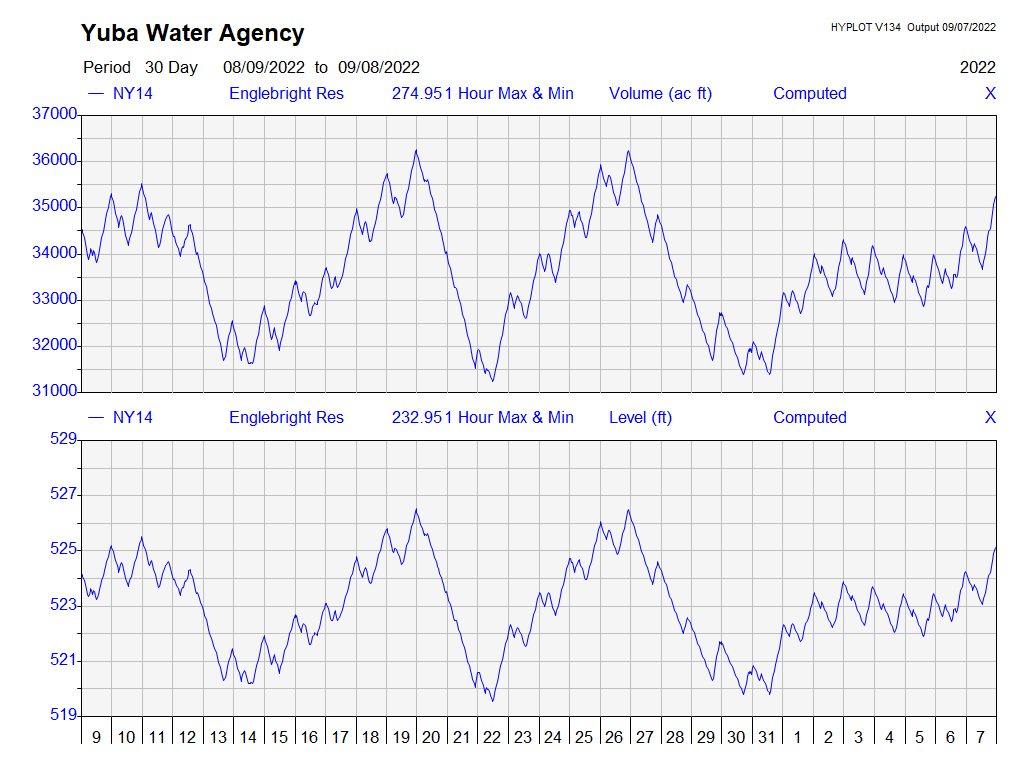 Yuba Water Agency
HYPLOT V134 Output 09/07/2022
Period 30 Day 08/09/2022 to 09/08/2022 2022
NY14 Englebright Res 274.951 Hour Max & Min Volume (ac ft) Computed X
37000
36000
35000
34000
33000
32000
31000
NY14 Englebright Res 232.951 Hour Max & Min Level (ft) Computed X
529
527
525
523
521
519
9 10 11 12 13 14 15 16 17 18 19 20 21 22 23 24 25 26 27 28 29 30 31 1 2 3 4 5 6 7